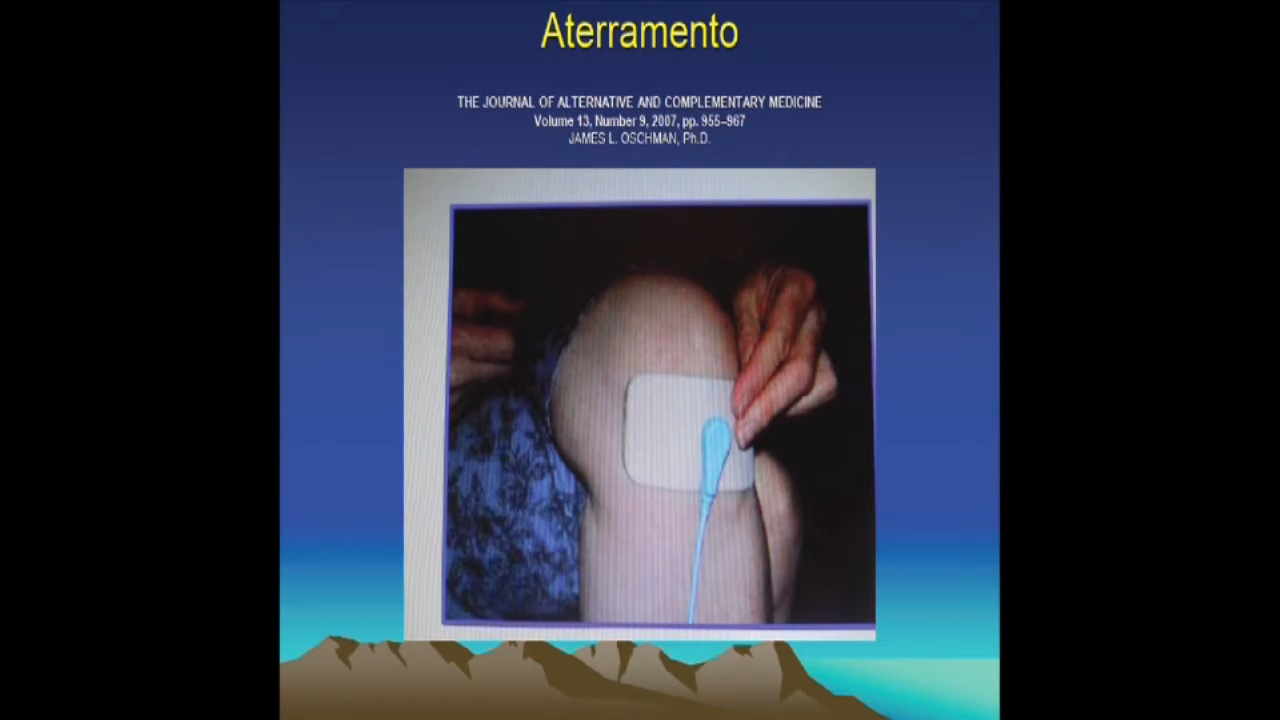 Aterramento
THE JOURNAL OF ALTERNATIVE AND COMPLEMENTARY MEDICINE
Volume 13, Number 9, 2007, pp. 955–967
JAMES L. OSCHMAN, Ph.D.